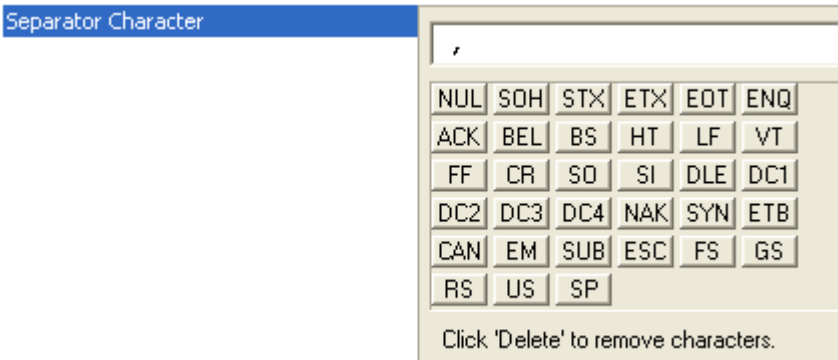 Separator Character
,
NUL SOH STX ETX EOT ENQ
ACK BEL BS HT LF VT
FF CR SO SI DLE DC1
DC2 DC3 DC4 NAK SYN ETB
CAN EM SUB ESC FS GS
RS US SP
Click 'Delete' to remove characters.